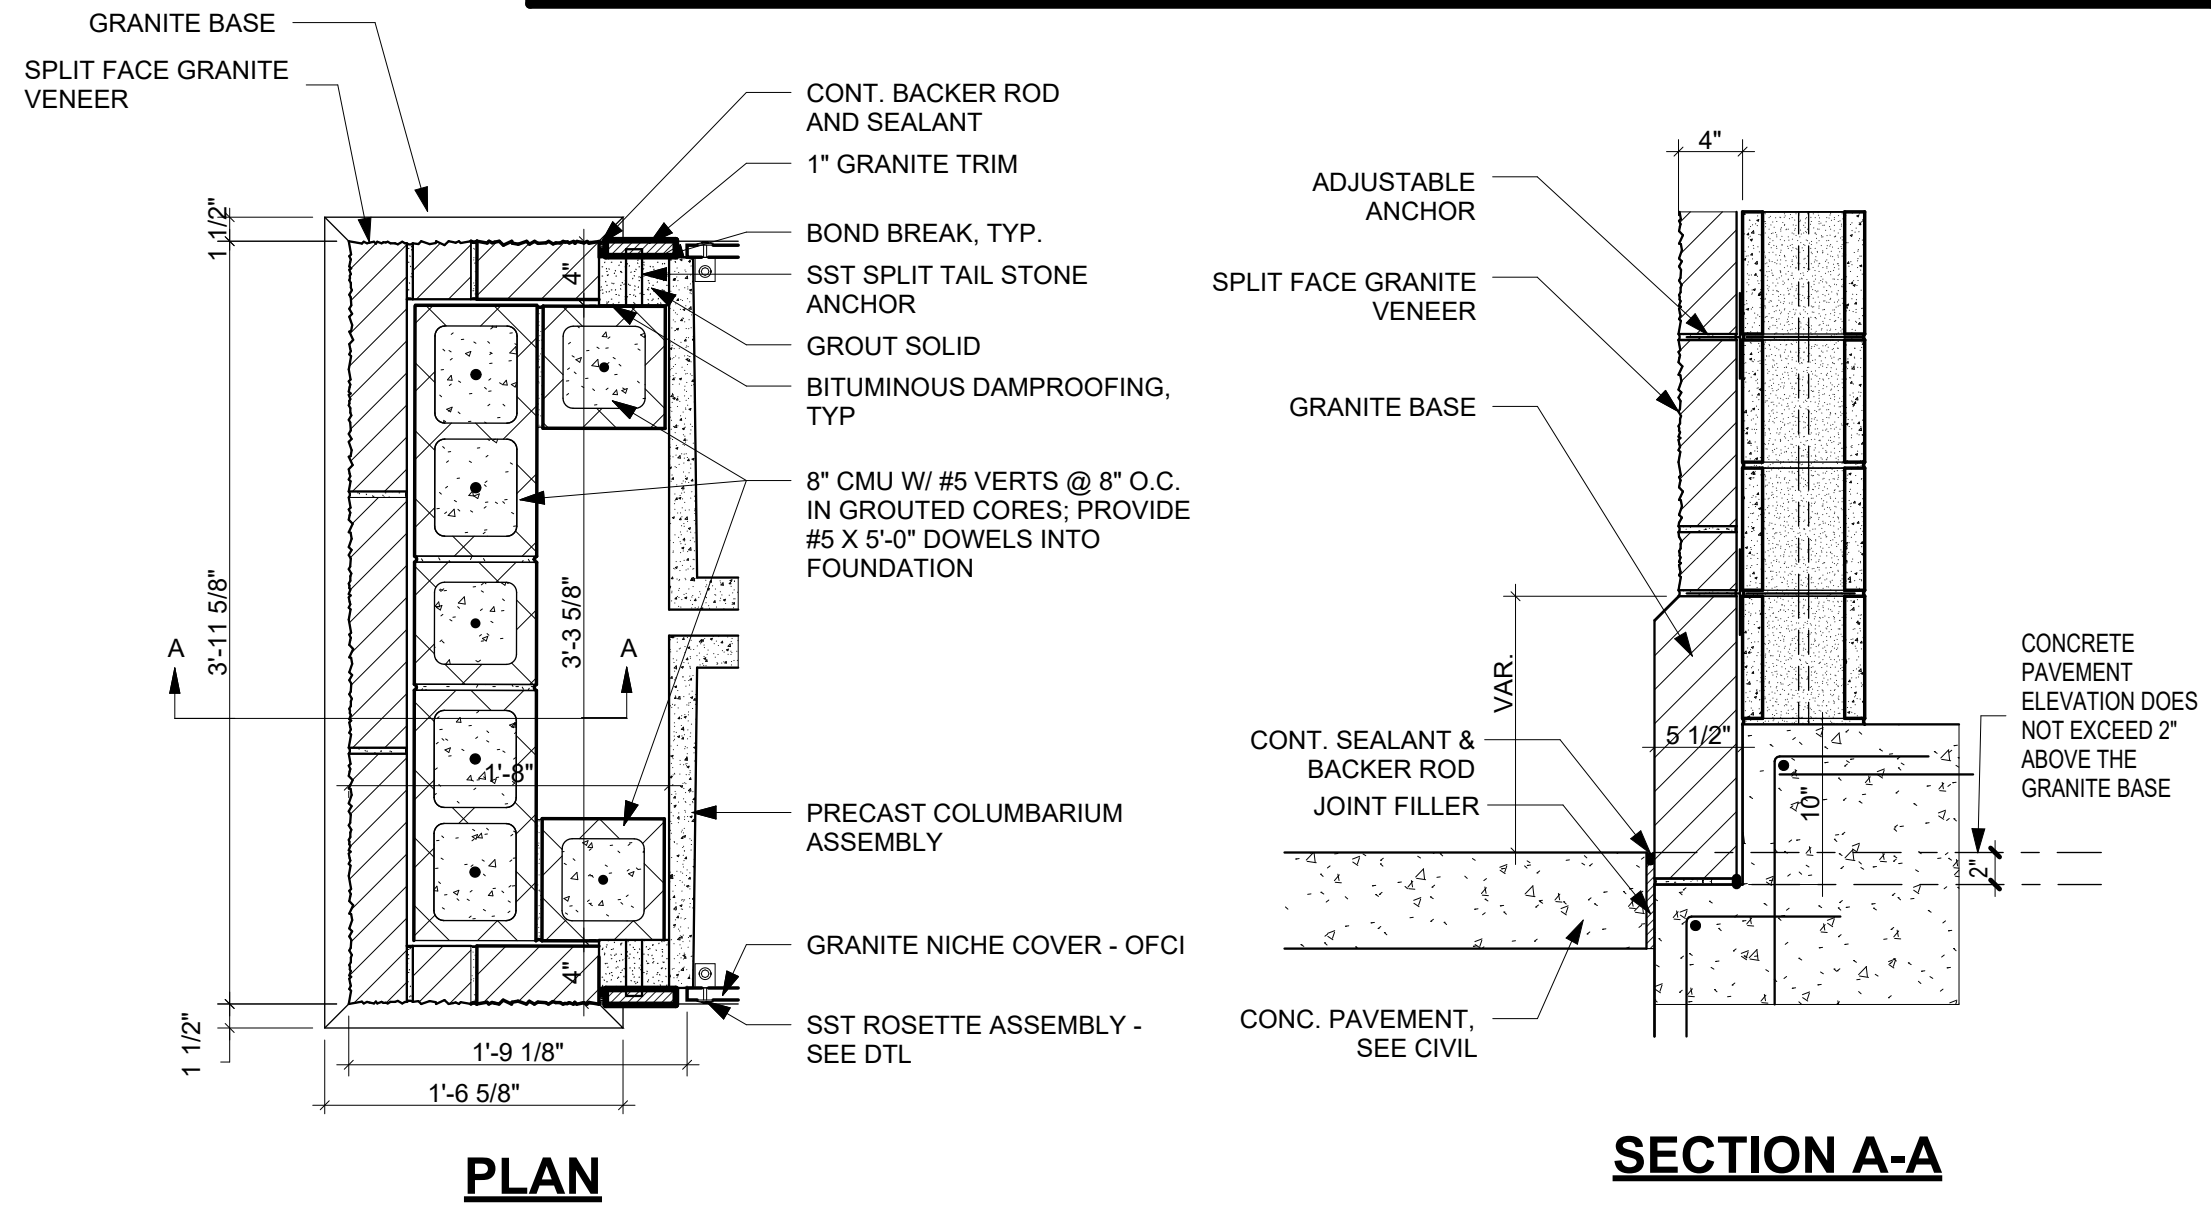 GRANITE BASE
SPLIT FACE GRANITE
VENEER
CONT. BACKER ROD
AND SEALANT
1" GRANITE TRIM
BOND BREAK, TYP.
SST SPLIT TAIL STONE
ANCHOR
GROUT SOLID
BITUMINOUS DAMPROOFING,
TYP
8" CMU W/ #5 VERTS @ 8" O.C.
IN GROUTED CORES; PROVIDE
#5 X 5'-0" DOWELS INTO
FOUNDATION
PRECAST COLUMBARIUM
ASSEMBLY
GRANITE NICHE COVER - OFCI
SST ROSETTE ASSEMBLY -
SEE DTL
1 1/2"
3'-11 5/8"
1 1/2"
4"
3'-3 5/8"
4"
A
A
1'-8"
1'-9 1/8"
1'-6 5/8"
PLAN
4"
ADJUSTABLE
ANCHOR
SPLIT FACE GRANITE
VENEER
GRANITE BASE
VAR.
5 1/2"
10"
CONT. SEALANT &
BACKER ROD
JOINT FILLER
CONC. PAVEMENT,
SEE CIVIL
CONCRETE
PAVEMENT
ELEVATION DOES
NOT EXCEED 2"
ABOVE THE
GRANITE BASE
2"
SECTION A-A